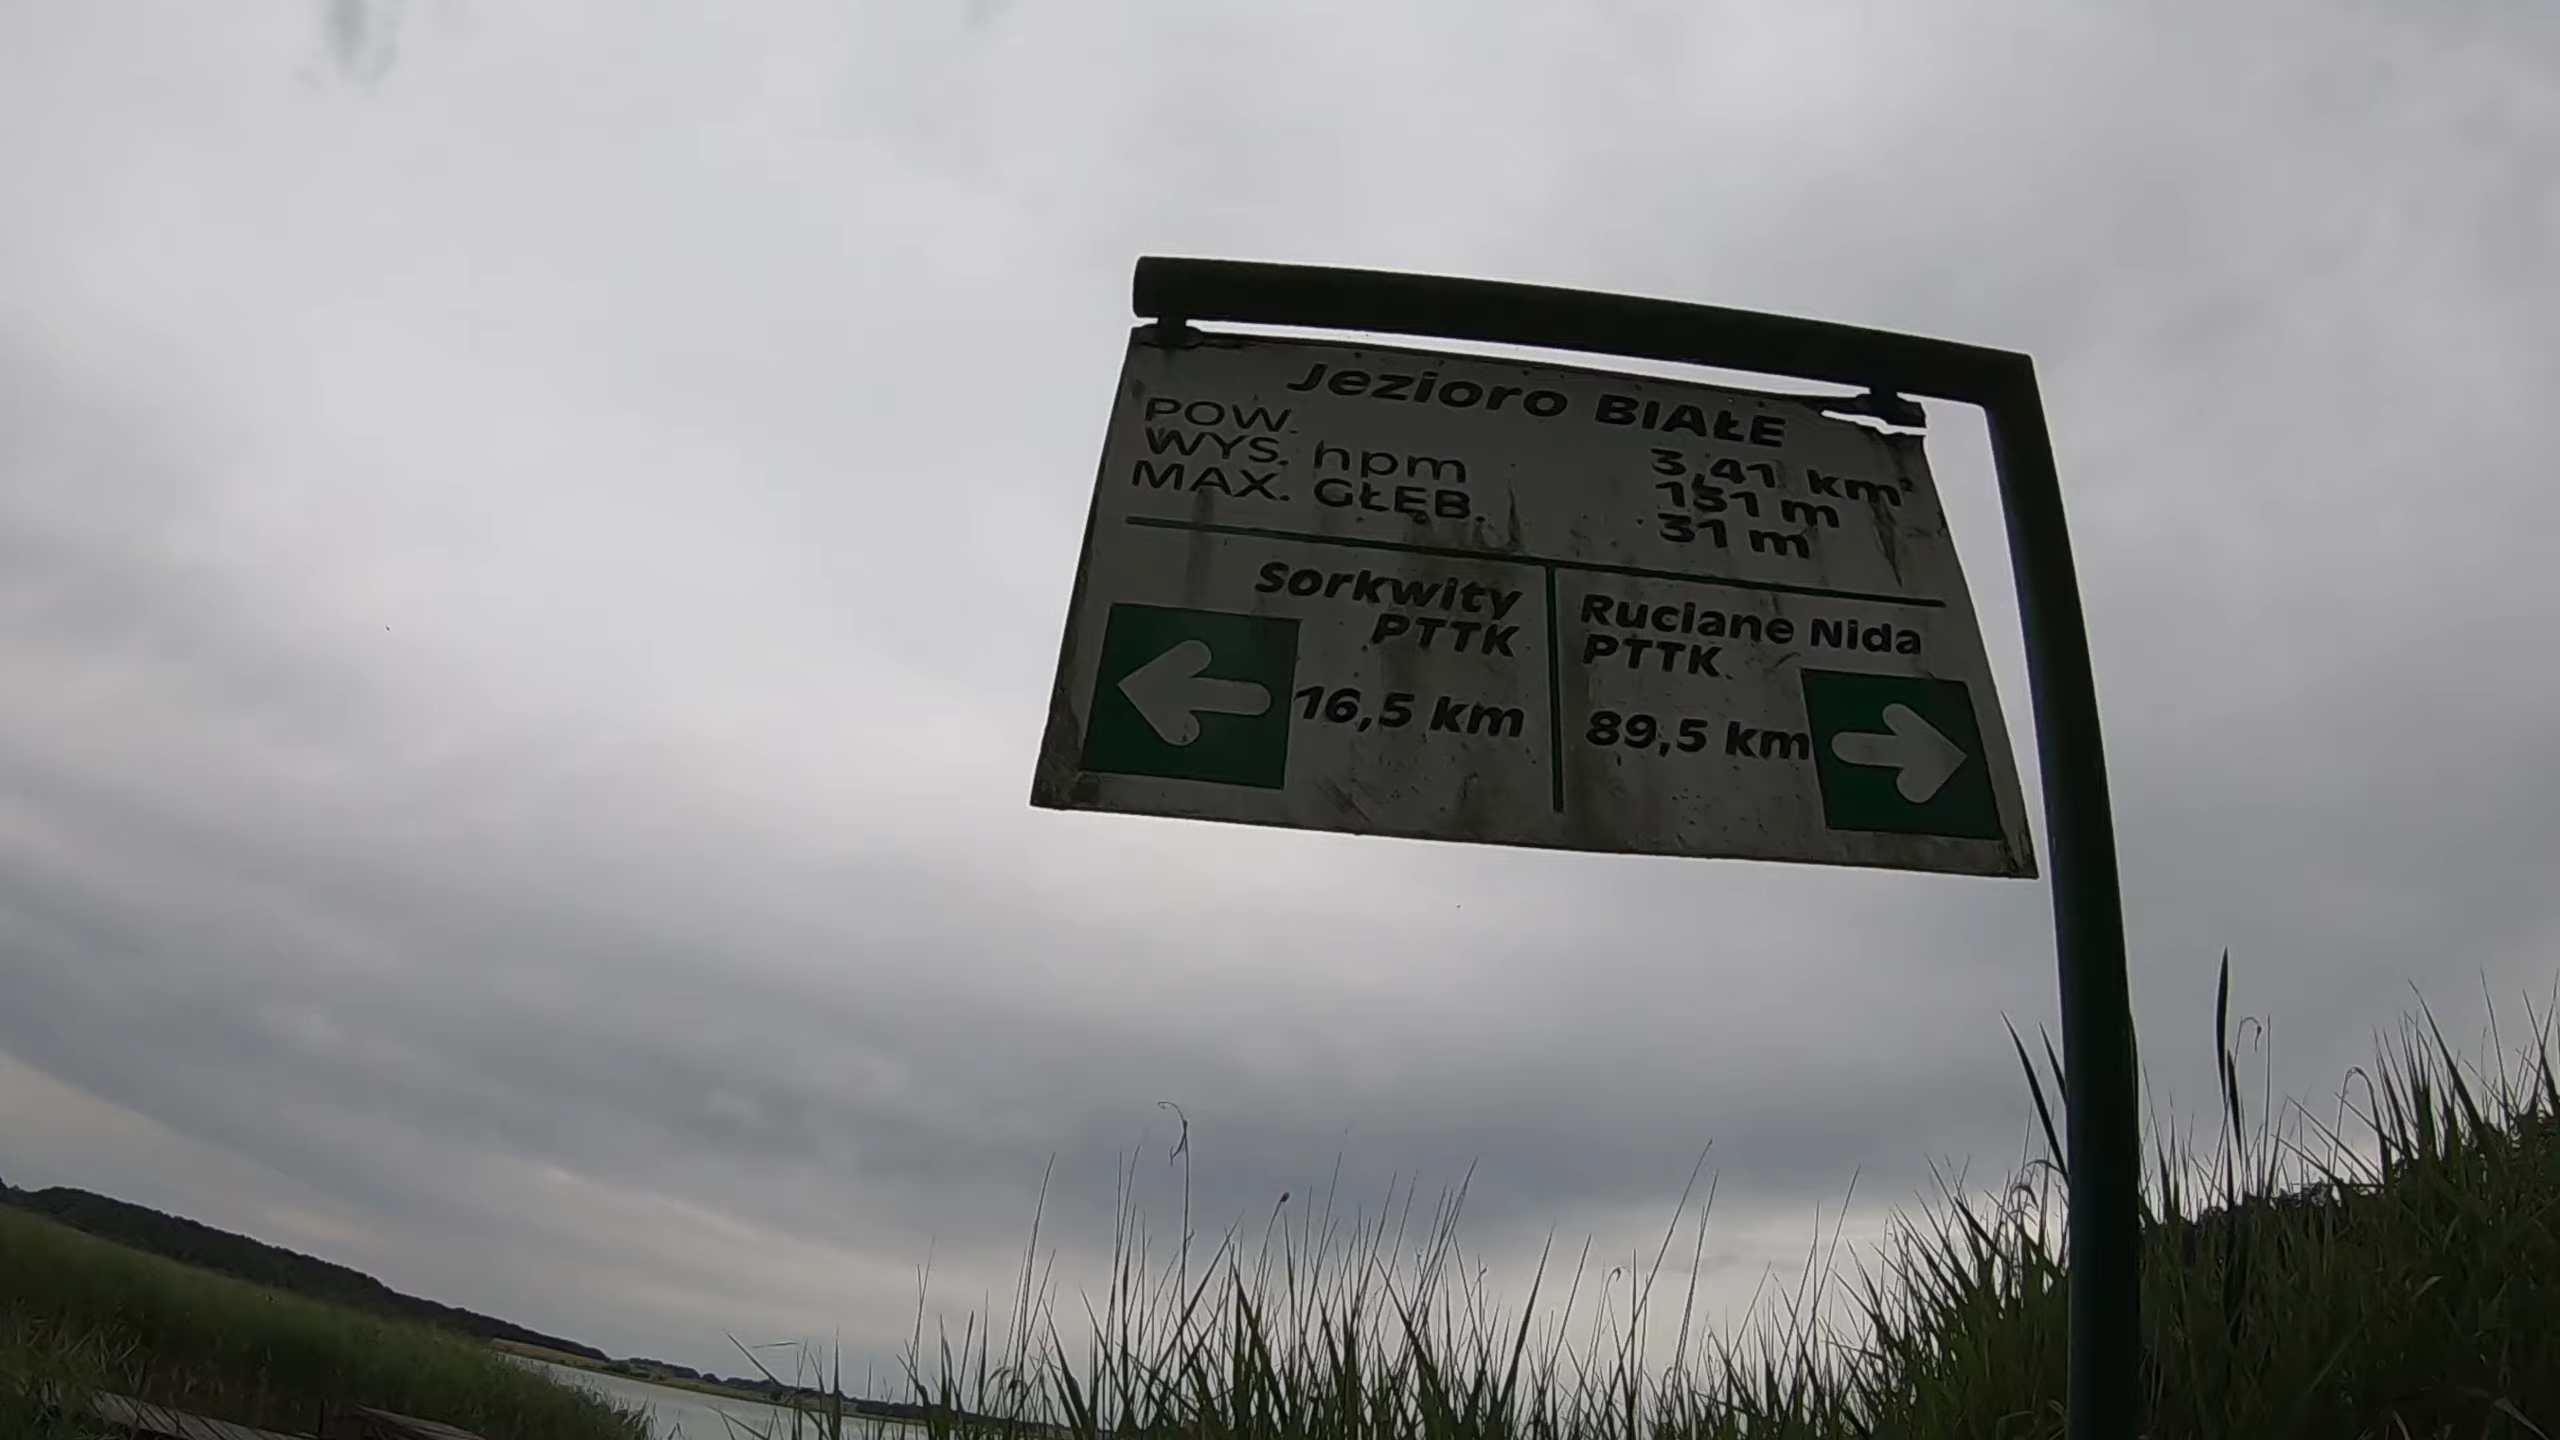 Jezioro BIAŁE
POW. 3,41 km²
WYS. hpm 151 m
MAX. GŁĘB. 31 m
Sorkwity
PTTK
16,5 km
Ruciane Nida
PTTK
89,5 km